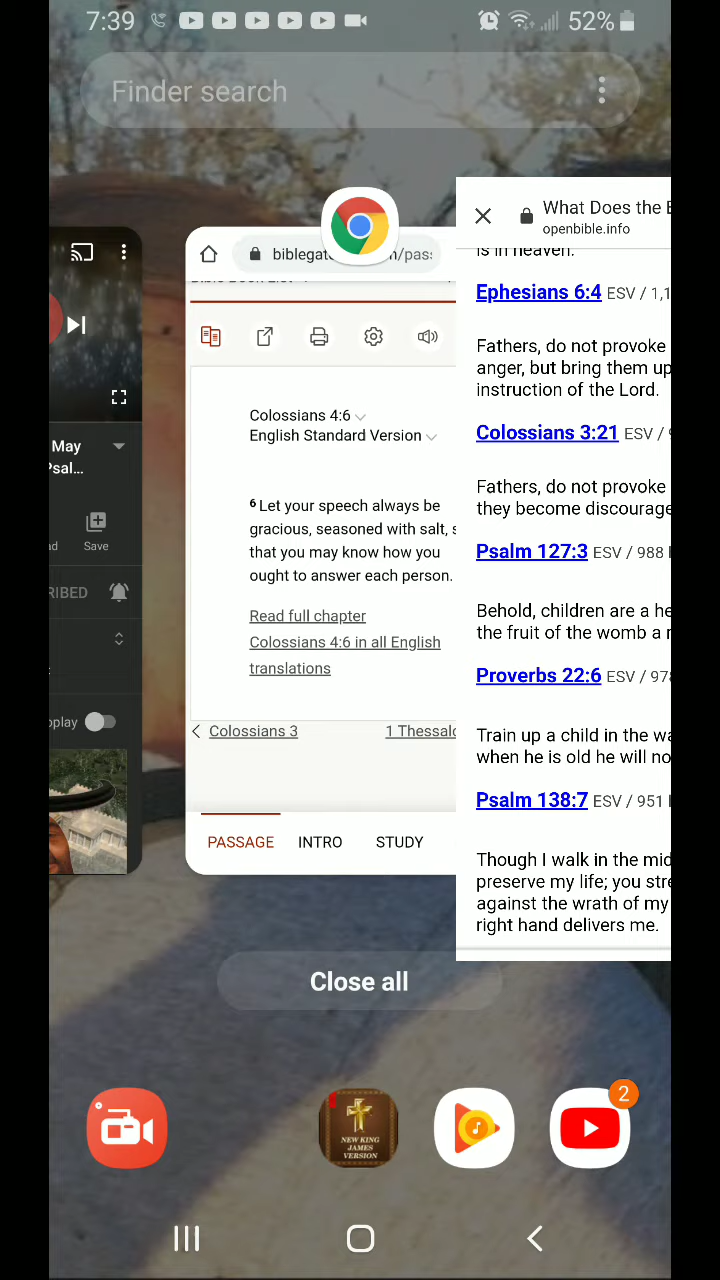 7:39
52%
Finder search
May
Psal...
Save
RIBED
play
biblegat
n/pas
Colossians 4:6
English Standard Version
6 Let your speech always be
gracious, seasoned with salt, s
that you may know how you
ought to answer each person.
Read full chapter
Colossians 4:6 in all English
translations
Colossians 3
1 Thessalo
PASSAGE INTRO STUDY
What Does the B
openbible.info
is in heaven.
Ephesians 6:4 ESV / 1,1
Fathers, do not provoke
anger, but bring them up
instruction of the Lord.
Colossians 3:21 ESV / 9
Fathers, do not provoke
they become discourage
Psalm 127:3 ESV / 988
Behold, children are a he
the fruit of the womb a r
Proverbs 22:6 ESV / 978
Train up a child in the wa
when he is old he will no
Psalm 138:7 ESV / 951
Though I walk in the mid
preserve my life; you stre
against the wrath of my
right hand delivers me.
Close all
NEW KING
JAMES
VERSION
2